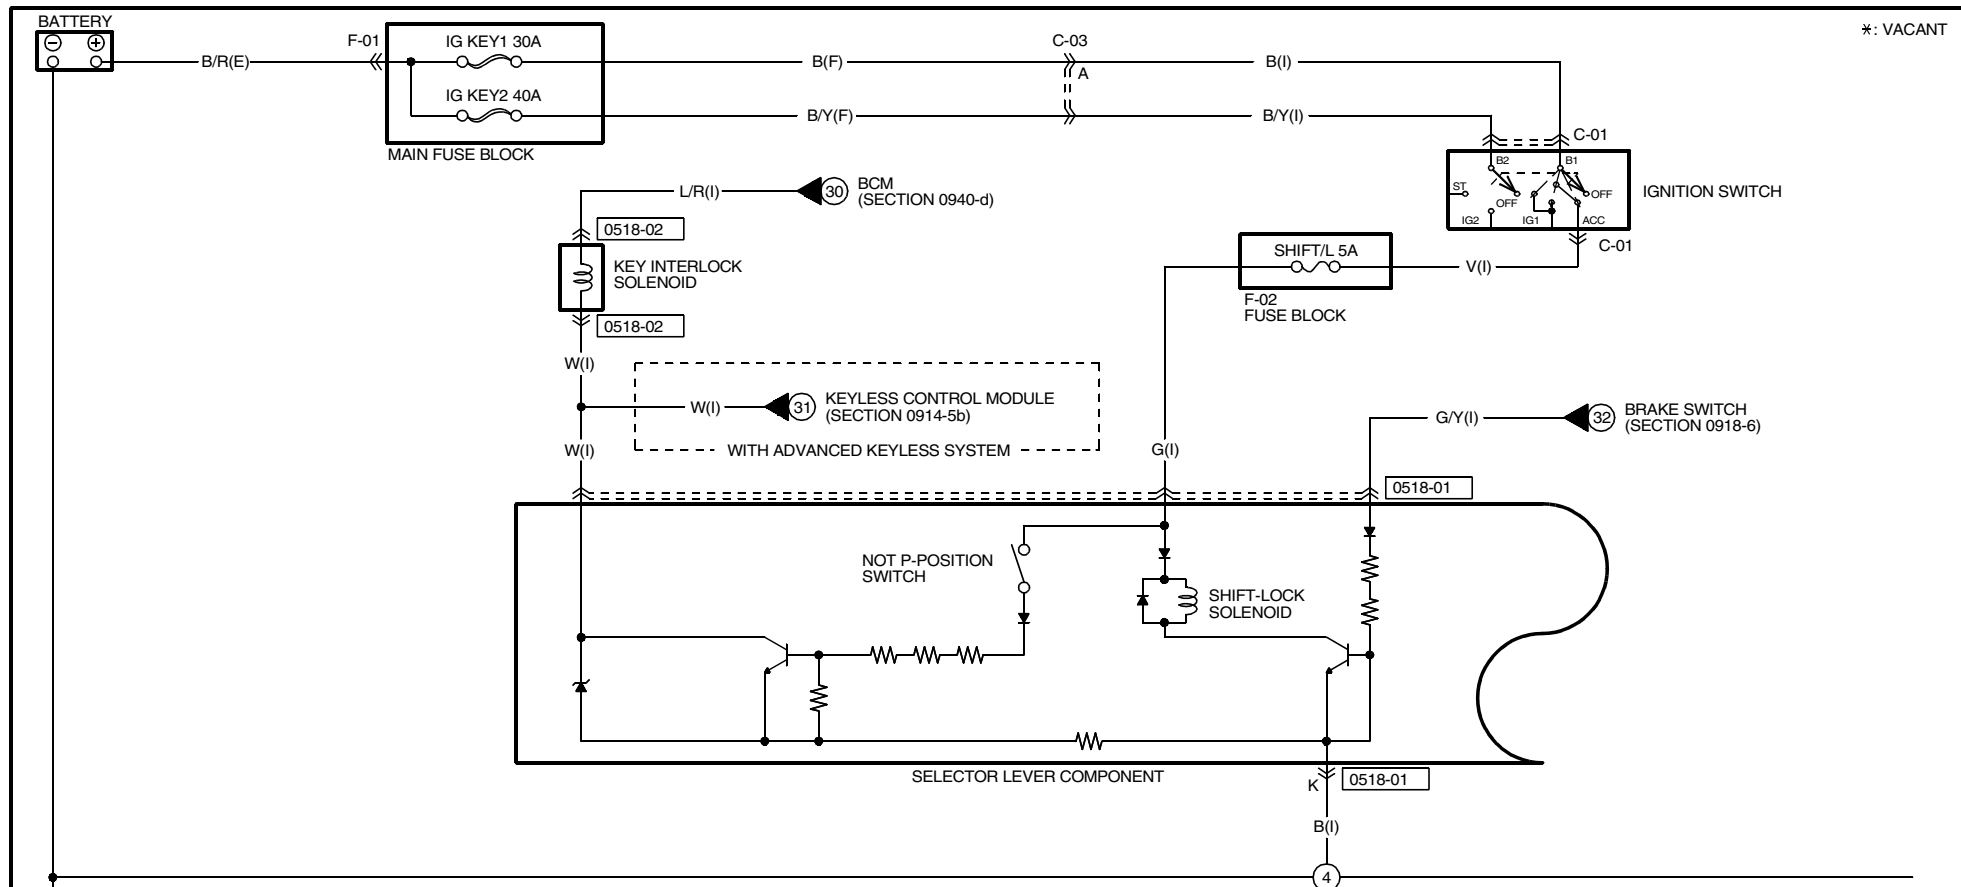 BATTERY
*: VACANT
F-01
IG KEY1 30A
C-03
B/R(E)
B(F)
B(I)
A
IG KEY2 40A
B/Y(F)
B/Y(I)
C-01
MAIN FUSE BLOCK
B2
B1
ST
OFF
OFF
IG2
IG1
ACC
IGNITION SWITCH
L/R(I)
30
BCM
(SECTION 0940-d)
0518-02
C-01
SHIFT/L 5A
V(I)
KEY INTERLOCK
SOLENOID
F-02
FUSE BLOCK
0518-02
W(I)
W(I)
31
KEYLESS CONTROL MODULE
(SECTION 0914-5b)
G/Y(I)
32
BRAKE SWITCH
(SECTION 0918-6)
W(I)
WITH ADVANCED KEYLESS SYSTEM
G(I)
0518-01
NOT P-POSITION
SWITCH
SHIFT-LOCK
SOLENOID
SELECTOR LEVER COMPONENT
K
0518-01
B(I)
4